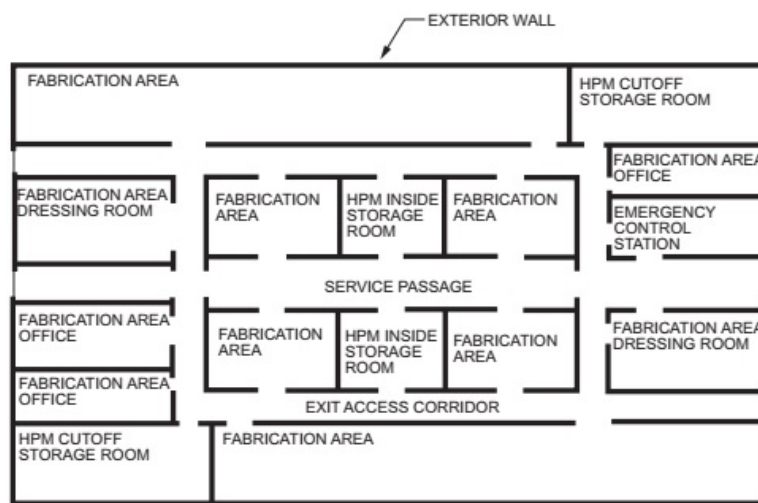 EXTERIOR WALL
FABRICATION AREA
HPM CUTOFF
STORAGE ROOM
FABRICATION AREA
OFFICE
FABRICATION AREA
DRESSING ROOM
FABRICATION
AREA
HPM INSIDE
STORAGE
ROOM
FABRICATION
AREA
EMERGENCY
CONTROL
STATION
SERVICE PASSAGE
FABRICATION AREA
OFFICE
FABRICATION
AREA
HPM INSIDE
STORAGE
ROOM
FABRICATION
AREA
FABRICATION AREA
DRESSING ROOM
FABRICATION AREA
OFFICE
EXIT ACCESS CORRIDOR
HPM CUTOFF
STORAGE ROOM
FABRICATION AREA